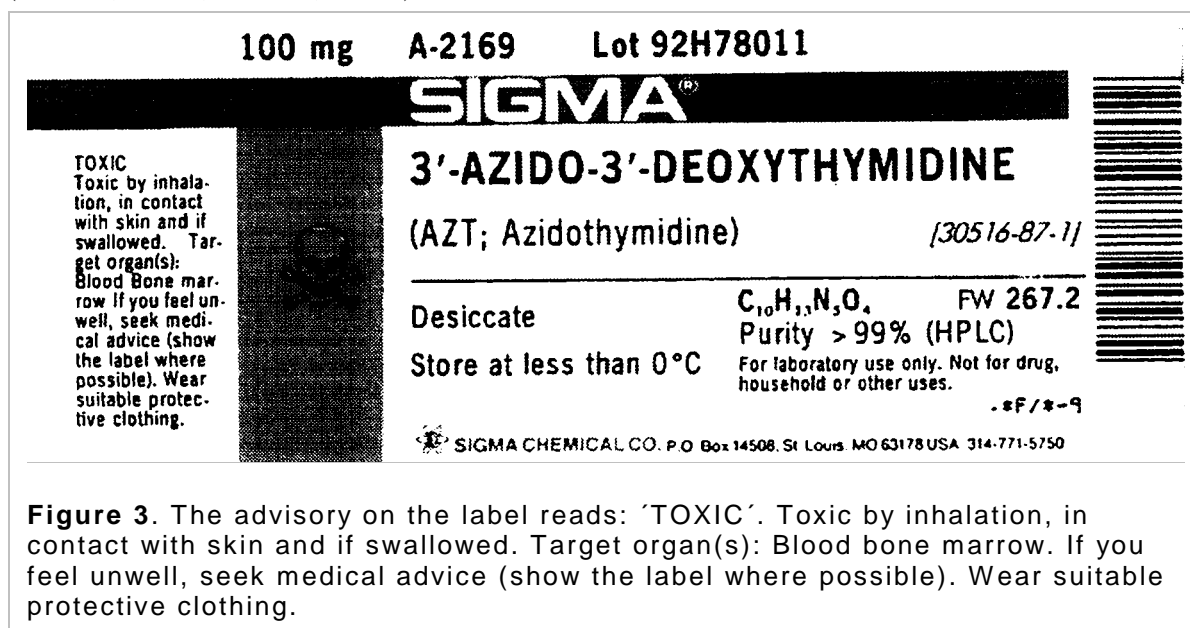 100 mg A-2169 Lot 92H78011
SIGMA®
TOXIC
Toxic by inhala-
tion, in contact
with skin and if
swallowed. Tar-
get organ(s):
Blood Bone mar-
row If you feel un-
well, seek medi-
cal advice (show
the label where
possible). Wear
suitable protec-
tive clothing.
3′-AZIDO-3′-DEOXYTHYMIDINE
(AZT; Azidothymidine) [30516-87-1]
Desiccate
Store at less than 0°C
C₁₀H₁₃N₅O₄ FW 267.2
Purity >99% (HPLC)
For laboratory use only. Not for drug,
household or other uses.
SIGMA CHEMICAL CO. P.O Box 14508, St Louis MO 63178 USA 314-771-5750
Figure 3. The advisory on the label reads: ´TOXIC´. Toxic by inhalation, in
contact with skin and if swallowed. Target organ(s): Blood bone marrow. If you
feel unwell, seek medical advice (show the label where possible). Wear suitable
protective clothing.